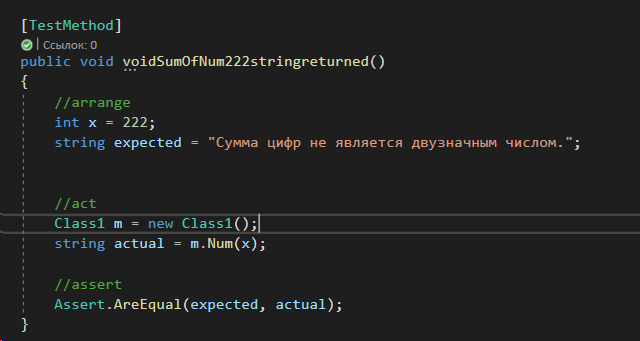 [TestMethod]
| Ссылок: 0
public void voidSumOfNum222stringreturned()
{
//arrange
int x = 222;
string expected = "Сумма цифр не является двузначным числом.";
//act
Class1 m = new Class1();
string actual = m.Num(x);
//assert
Assert.AreEqual(expected, actual);
}